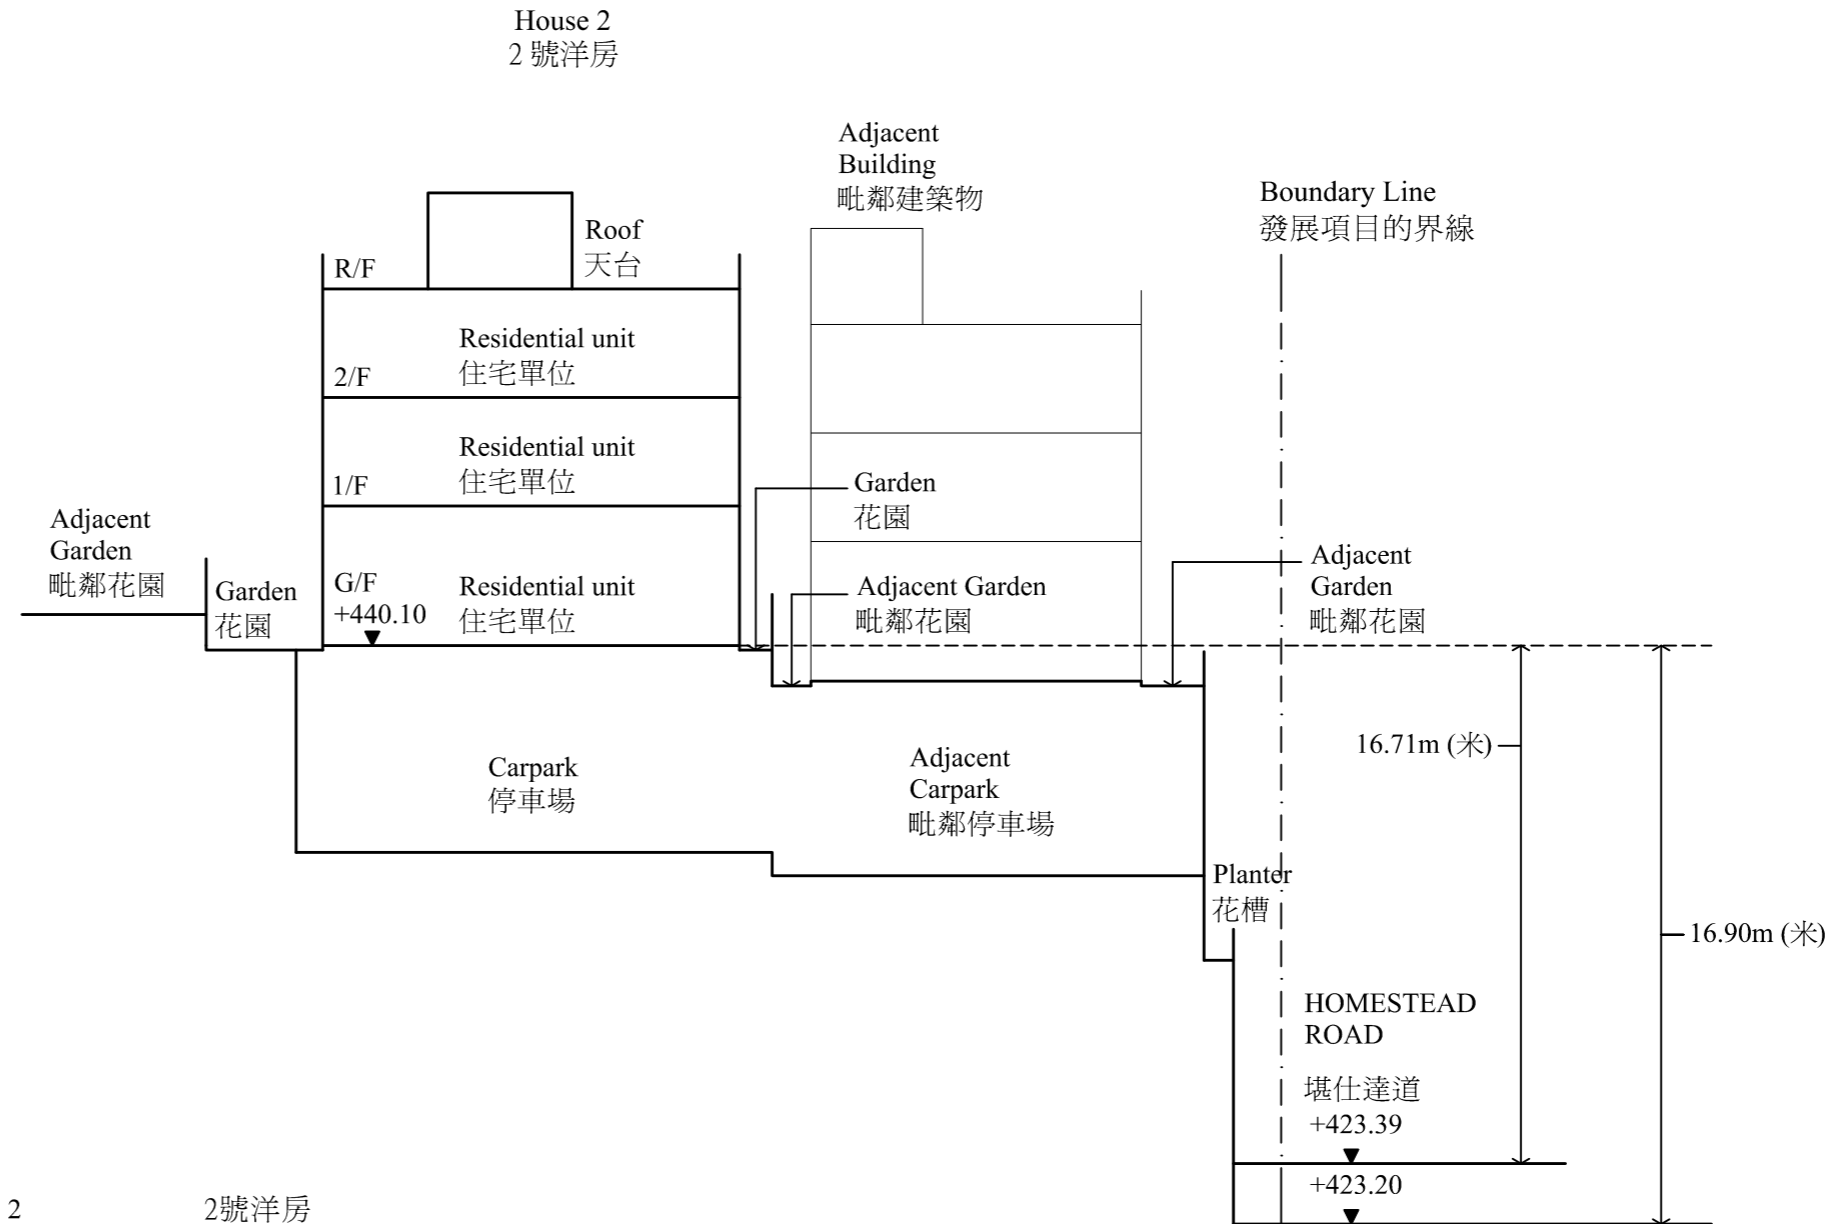 House 2
2 號洋房
Adjacent
Building
毗鄰建築物
Boundary Line
發展項目的界線
Roof
天台
R/F
Residential unit
住宅單位
2/F
Residential unit
住宅單位
1/F
Garden
花園
Adjacent
Garden
毗鄰花園
Garden
花園
G/F
+440.10
Residential unit
住宅單位
Adjacent Garden
毗鄰花園
Adjacent
Garden
毗鄰花園
16.71m (米)
Carpark
停車場
Adjacent
Carpark
毗鄰停車場
Planter
花槽
16.90m (米)
HOMESTEAD
ROAD
堪仕達道
+423.39
+423.20
2 2號洋房